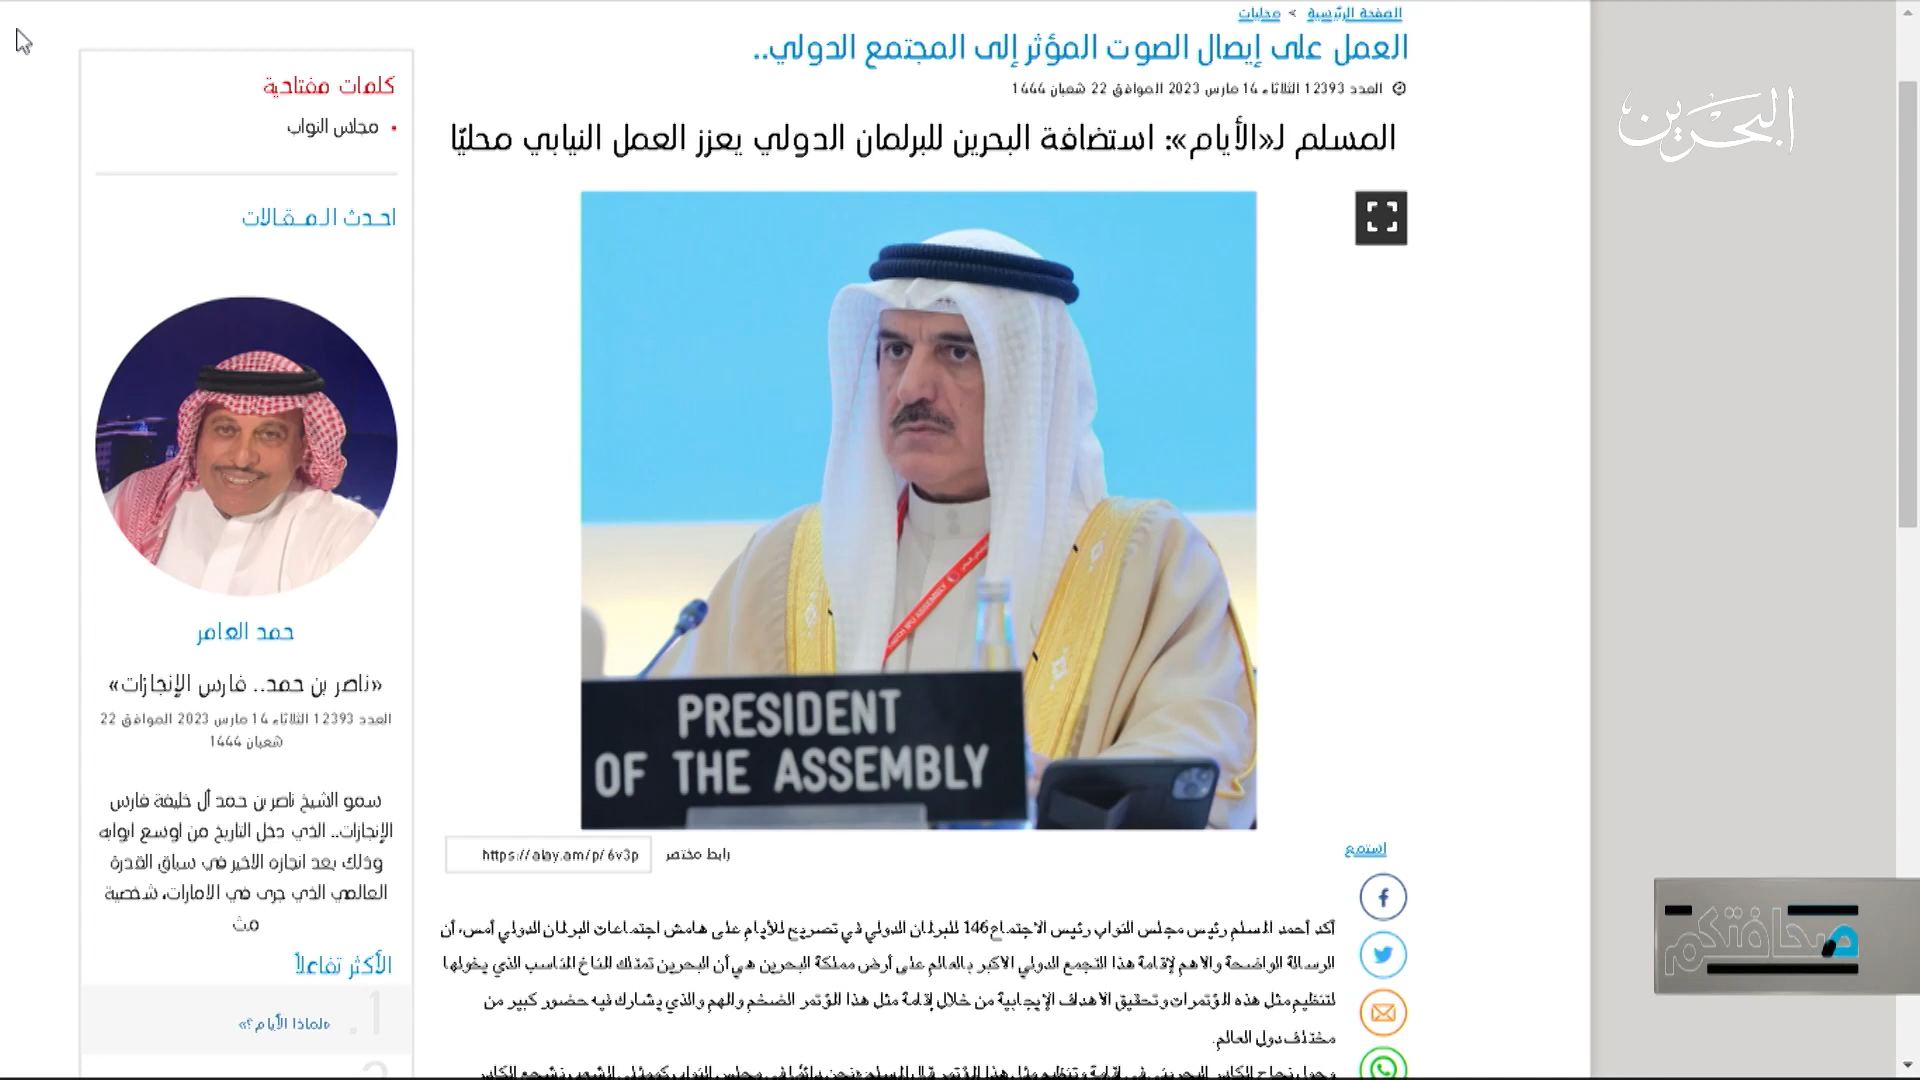 الصفحة الرئيسية > محليات
العمل على إيصال الصوت المؤثر إلى المجتمع الدولي..
العدد 12393 الثلاثاء 14 مارس 2023 الموافق 22 شعبان 1444
المسلم لـ«الأيام»: استضافة البحرين للبرلمان الدولي يعزز العمل النيابي محليًا
PRESIDENT
OF THE ASSEMBLY
رابط مختصر
https://alay.am/p/6v3p
استمع
أكد أحمد المسلم رئيس مجلس النواب رئيس الاجتماع 146 للبرلمان الدولي في تصريح للأيام على هامش اجتماعات البرلمان الدولي أمس، أن
الرسالة الواضحة والاهم لإقامة هذا التجمع الدولي الاكبر بالعالم على أرض مملكة البحرين هي أن البحرين تمتلك المناخ المناسب الذي يخولها
لتنظيم مثل هذه المؤتمرات وتحقيق الاهداف الإيجابية من خلال إقامة مثل هذا المؤتمر الضخم والهم والذي يشارك فيه حضور كبير من
مختلف دول العالم.
كلمات مفتاحية
مجلس النواب
احدث المقالات
حمد العامر
«ناصر بن حمد.. فارس الإنجازات»
العدد 12393 الثلاثاء 14 مارس 2023 الموافق 22
شعبان 1444
سمو الشيخ ناصر بن حمد آل خليفة فارس
الإنجازات.. الذي دخل التاريخ من اوسع ابوابه
وذلك بعد انجازه الاخير في سباق القدرة
العالمي الذي جرى في الامارات، شخصية
مث
الأكثر تفاعلاً
1.
«لماذا الأيام؟»
البحرين
صحافتكم